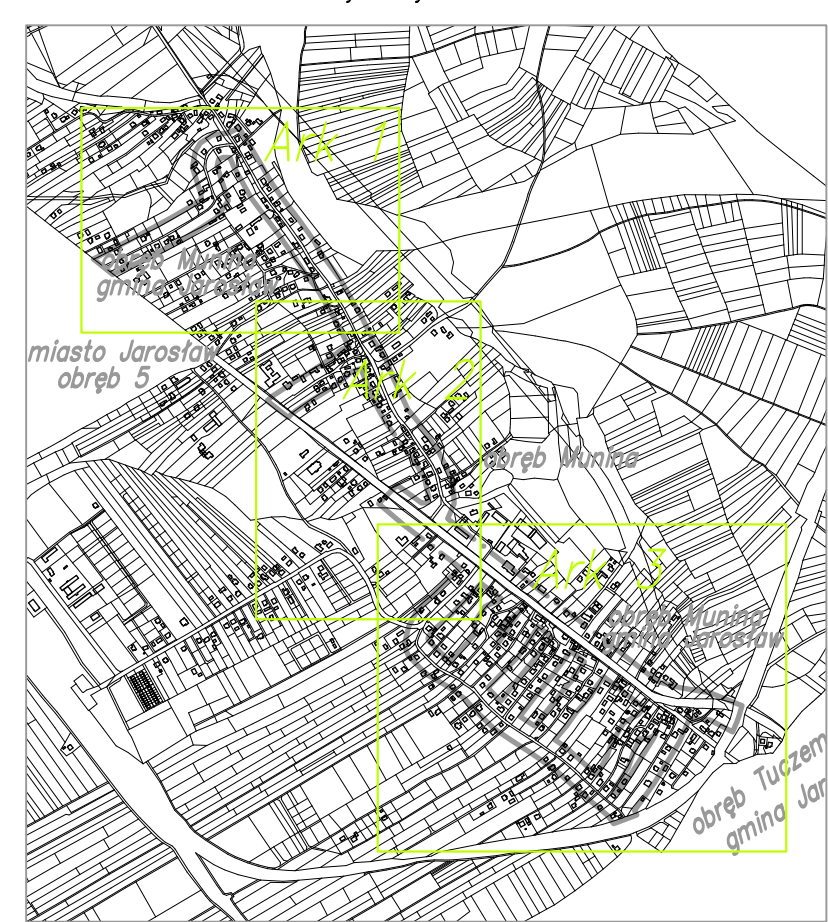 Ark 1
obręb Munina
gmina Jarosław
miasto Jarosław
obręb 5
Ark 2
obręb Munina
Ark 3
obręb Munina
gmina Jarosław
obręb Tuczem
gmina Jar